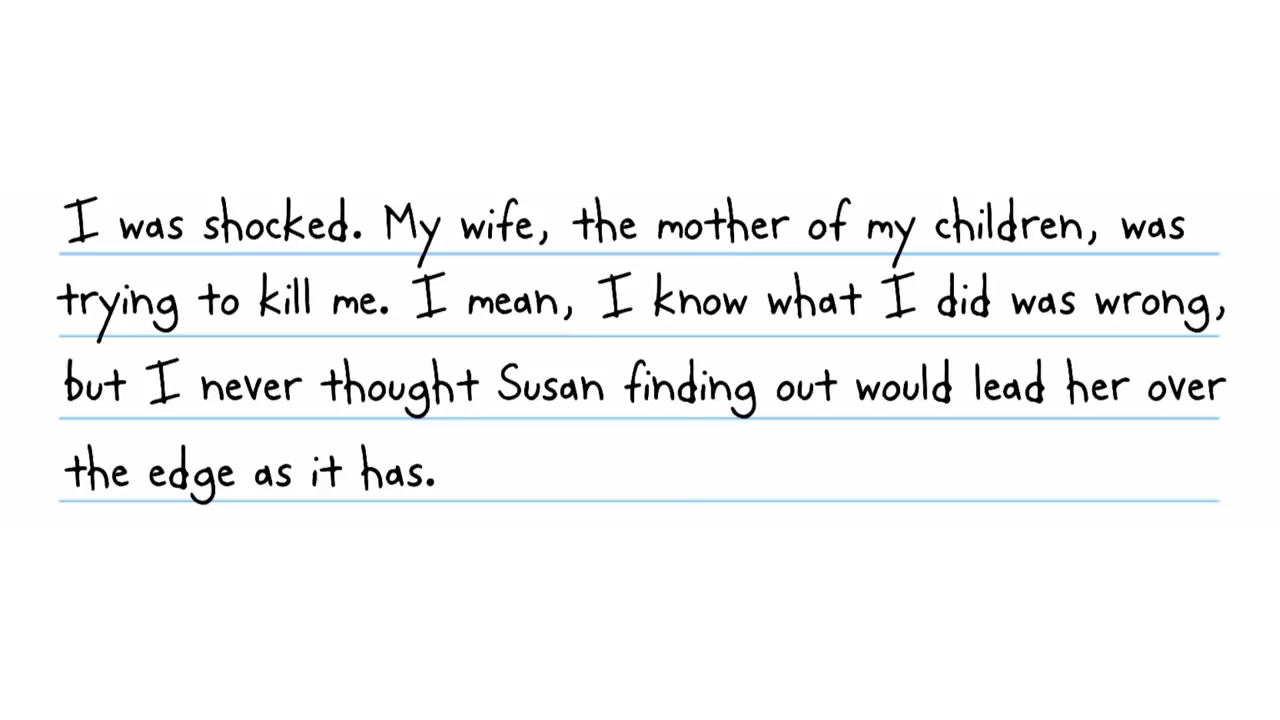 I was shocked. My wife, the mother of my children, was
trying to kill me. I mean, I know what I did was wrong,
but I never thought Susan finding out would lead her over
the edge as it has.